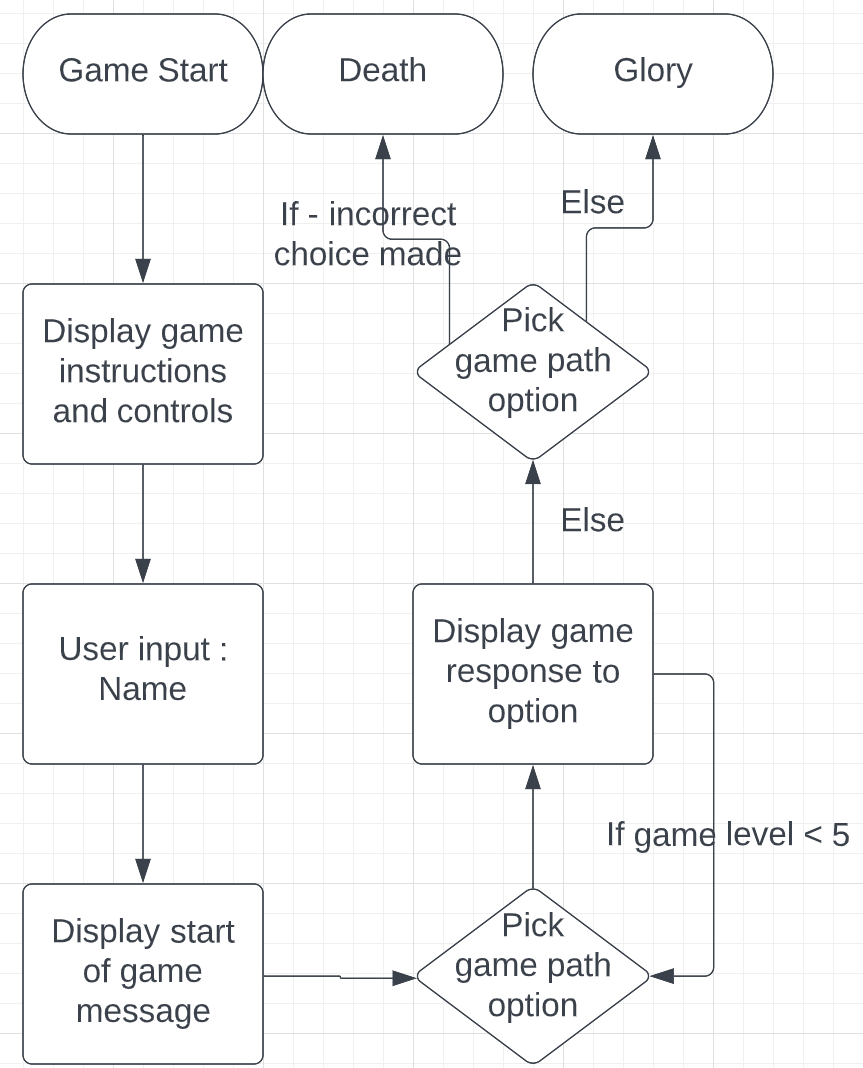 Game Start
Death
Glory
If - incorrect
choice made
Else
Display game
instructions
and controls
Pick
game path
option
Else
User input :
Name
Display game
response to
option
If game level < 5
Display start
of game
message
Pick
game path
option